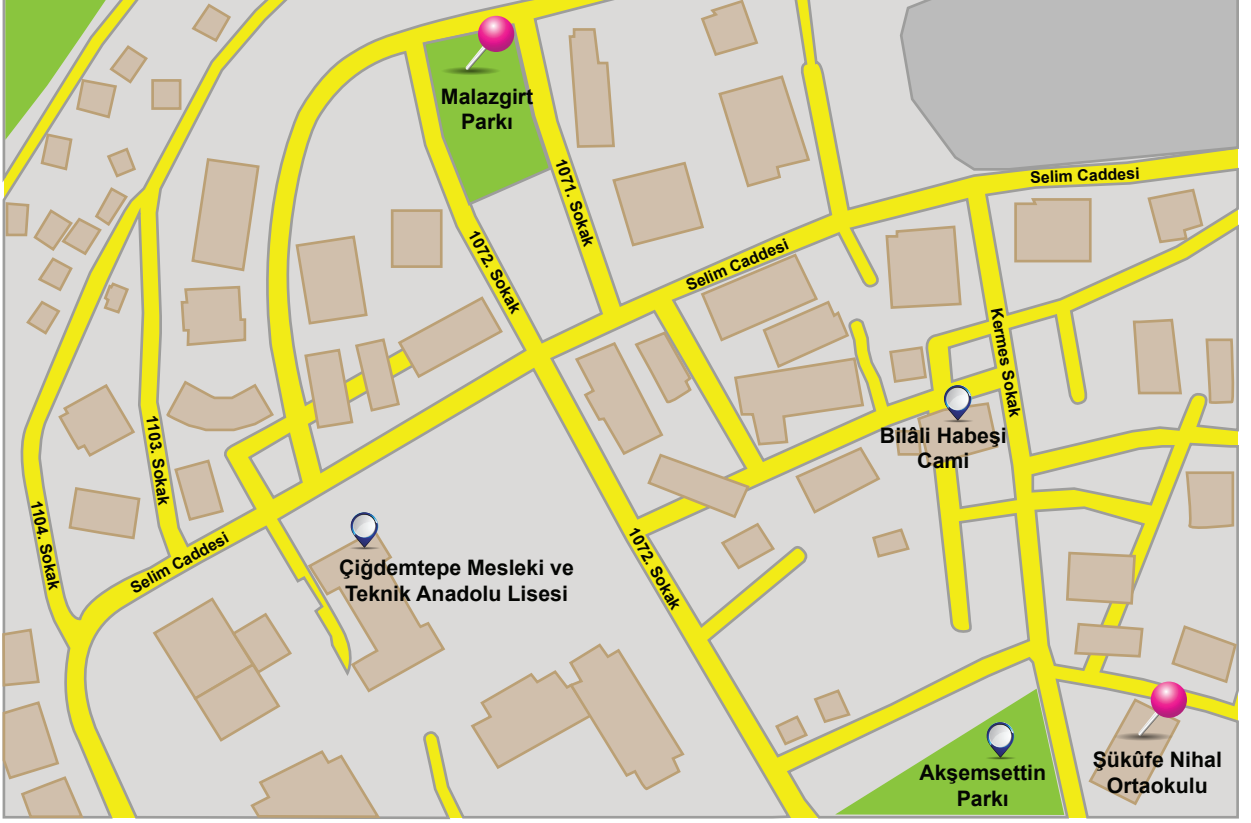 Malazgirt
Parkı
1071. Sokak
Selim Caddesi
1072. Sokak
Selim Caddesi
Kermes Sokak
Bilâli Habeşi
Cami
1103. Sokak
1104. Sokak
Selim Caddesi
Çiğdemtepe Mesleki ve
Teknik Anadolu Lisesi
1072. Sokak
Akşemsettin
Parkı
Şükûfe Nihal
Ortaokulu